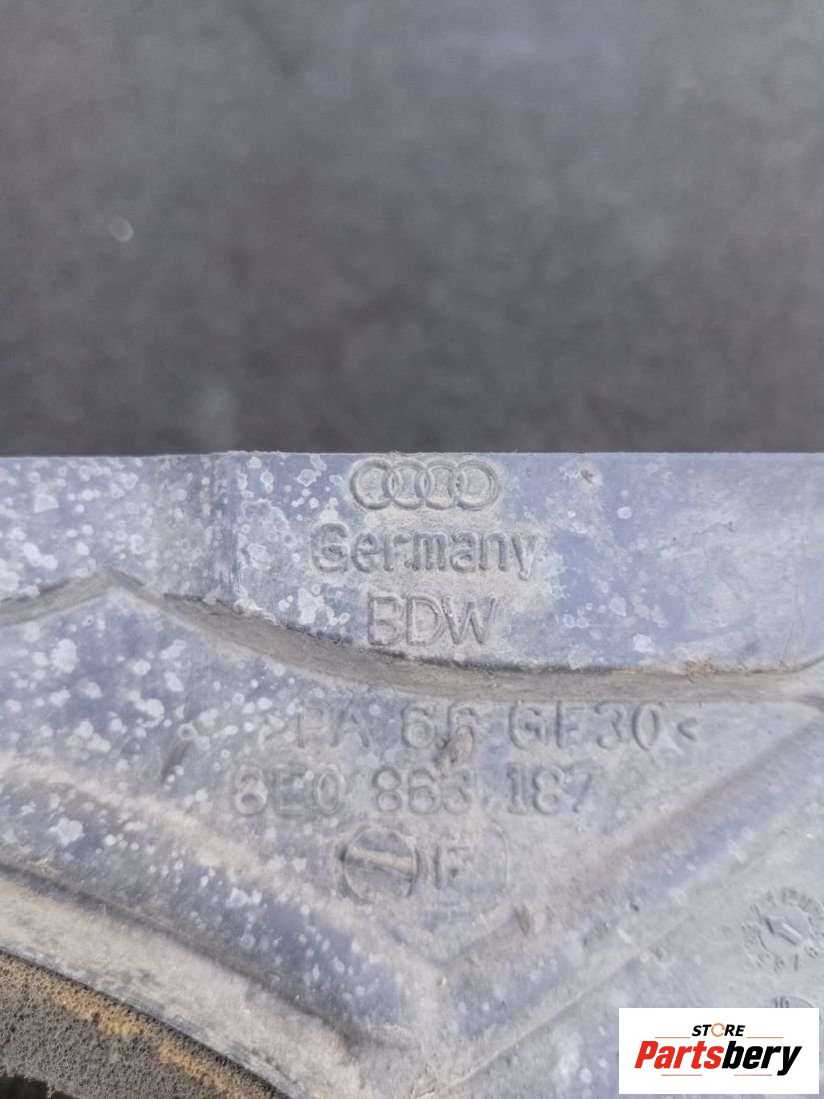 Germany
BDW
>PA 66 GF30<
8E0 863 187
F
STORE
Partsbery